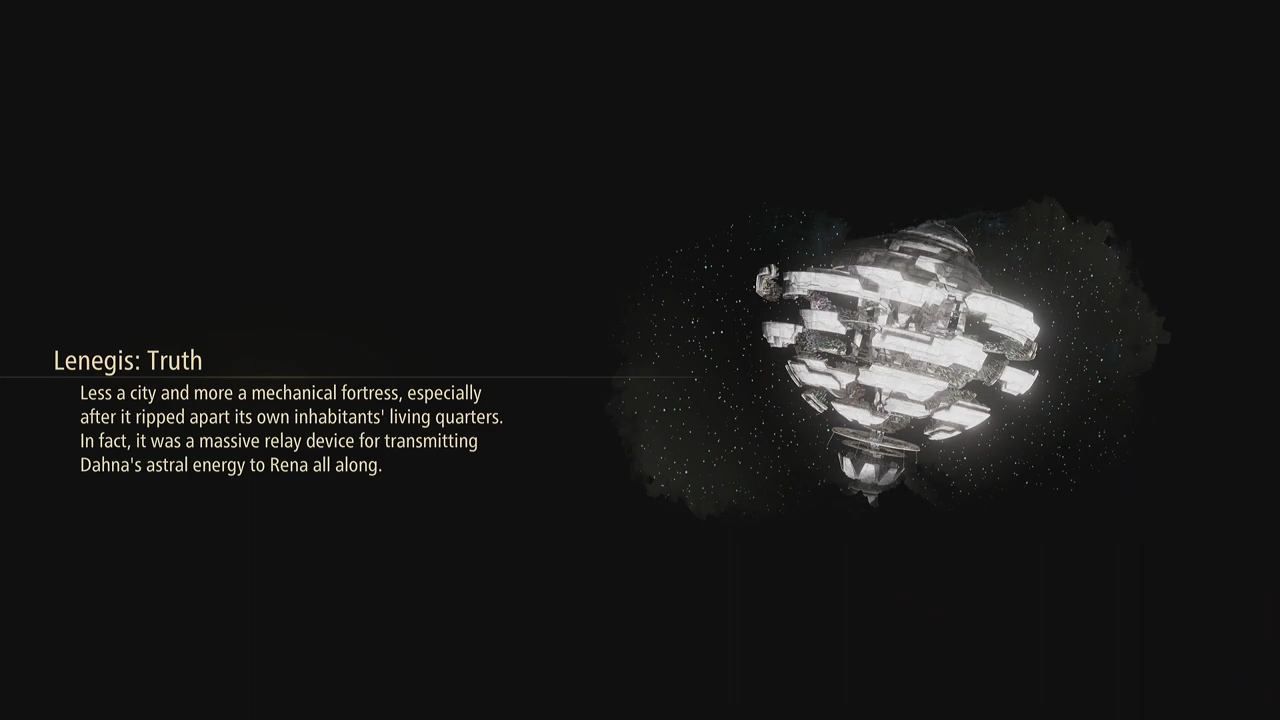 Lenegis: Truth
Less a city and more a mechanical fortress, especially
after it ripped apart its own inhabitants' living quarters.
In fact, it was a massive relay device for transmitting
Dahna's astral energy to Rena all along.